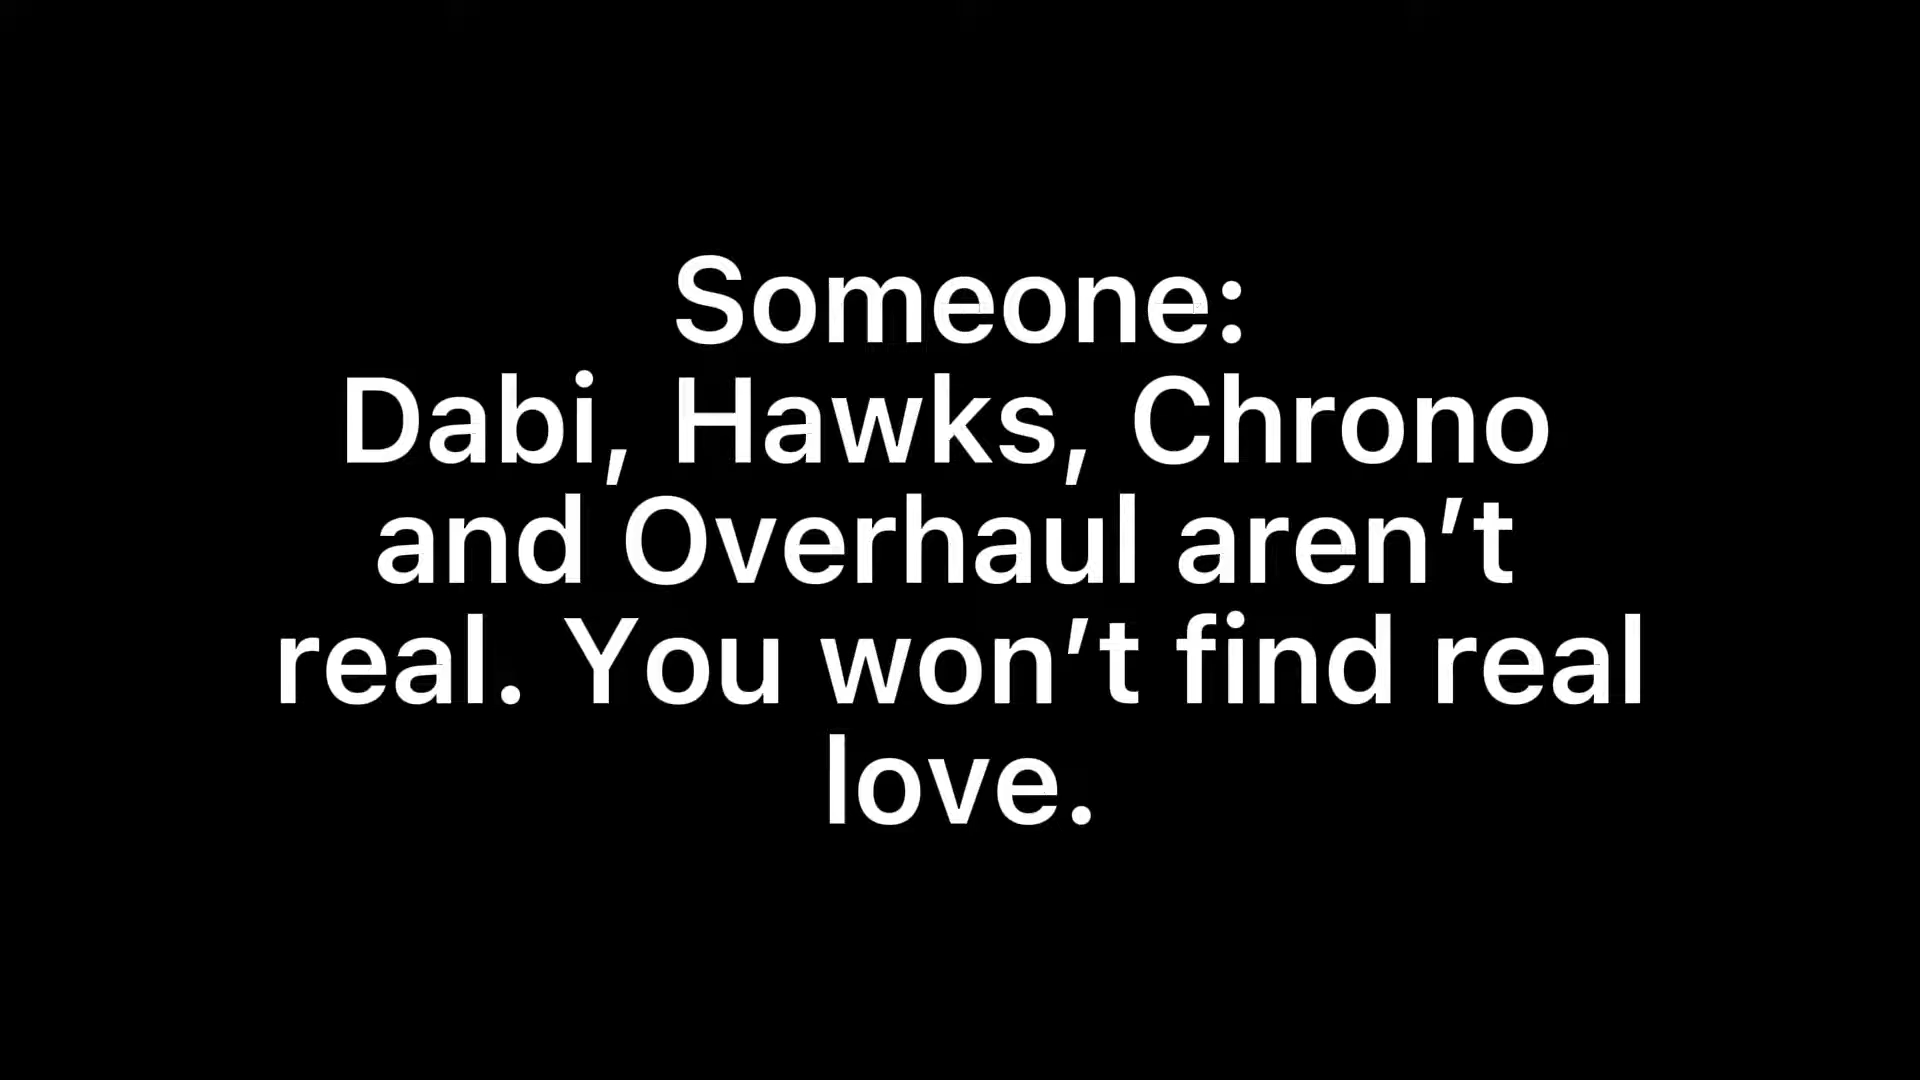 Someone:
Dabi, Hawks, Chrono
and Overhaul aren’t
real. You won’t find real
love.